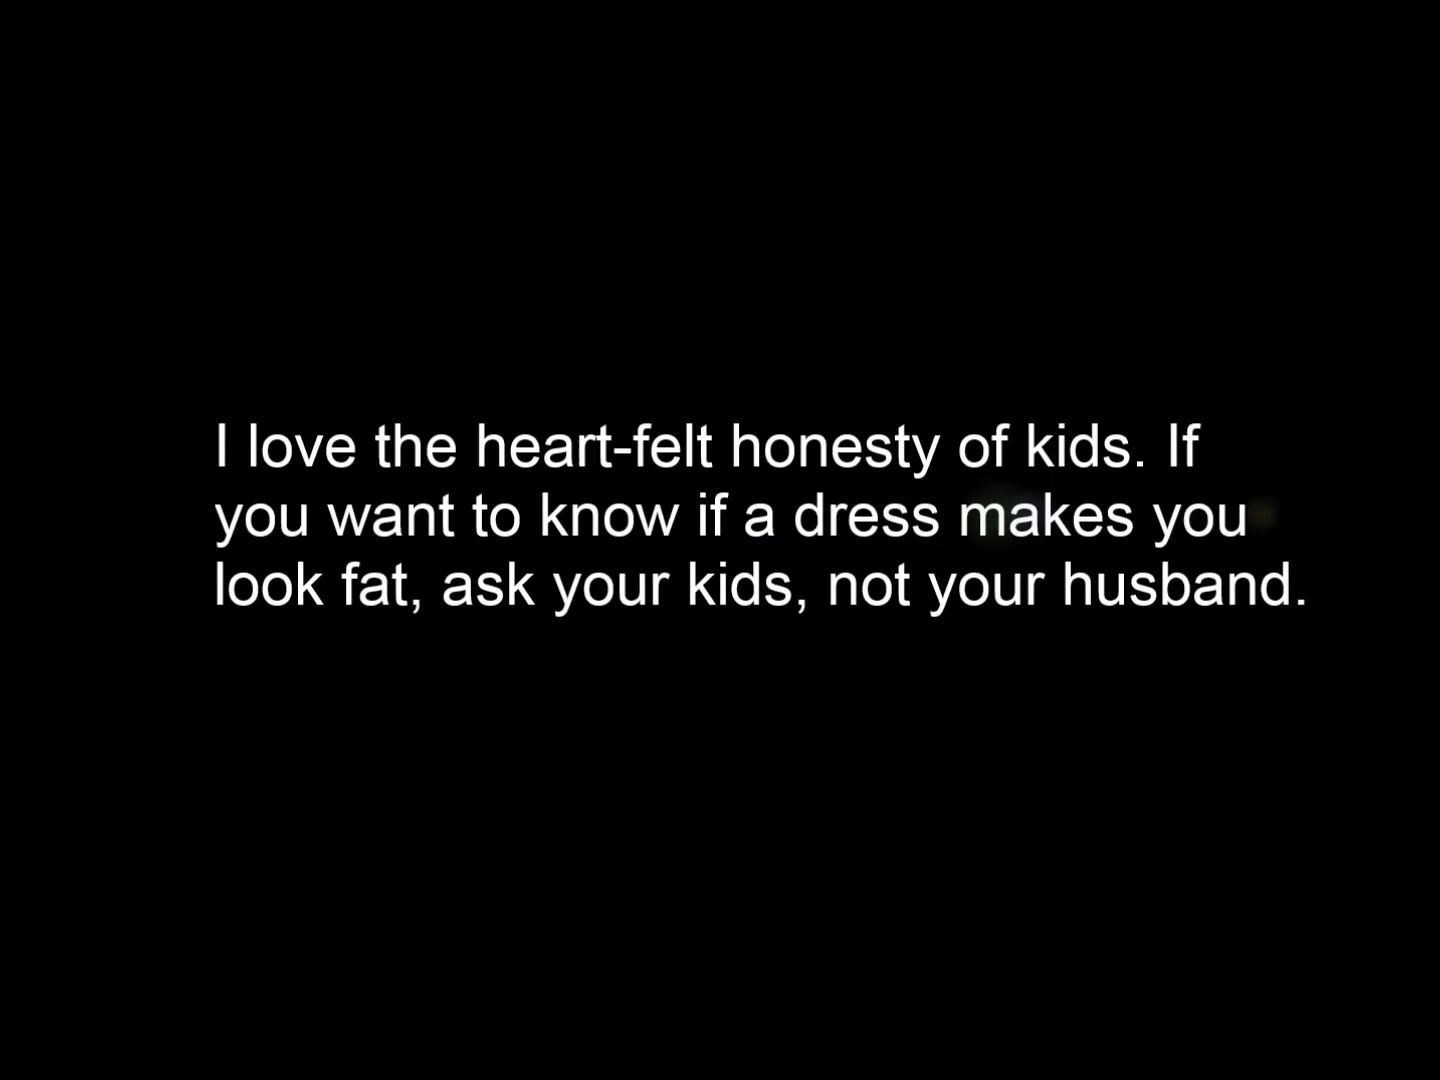 I love the heart-felt honesty of kids. If
you want to know if a dress makes you
look fat, ask your kids, not your husband.